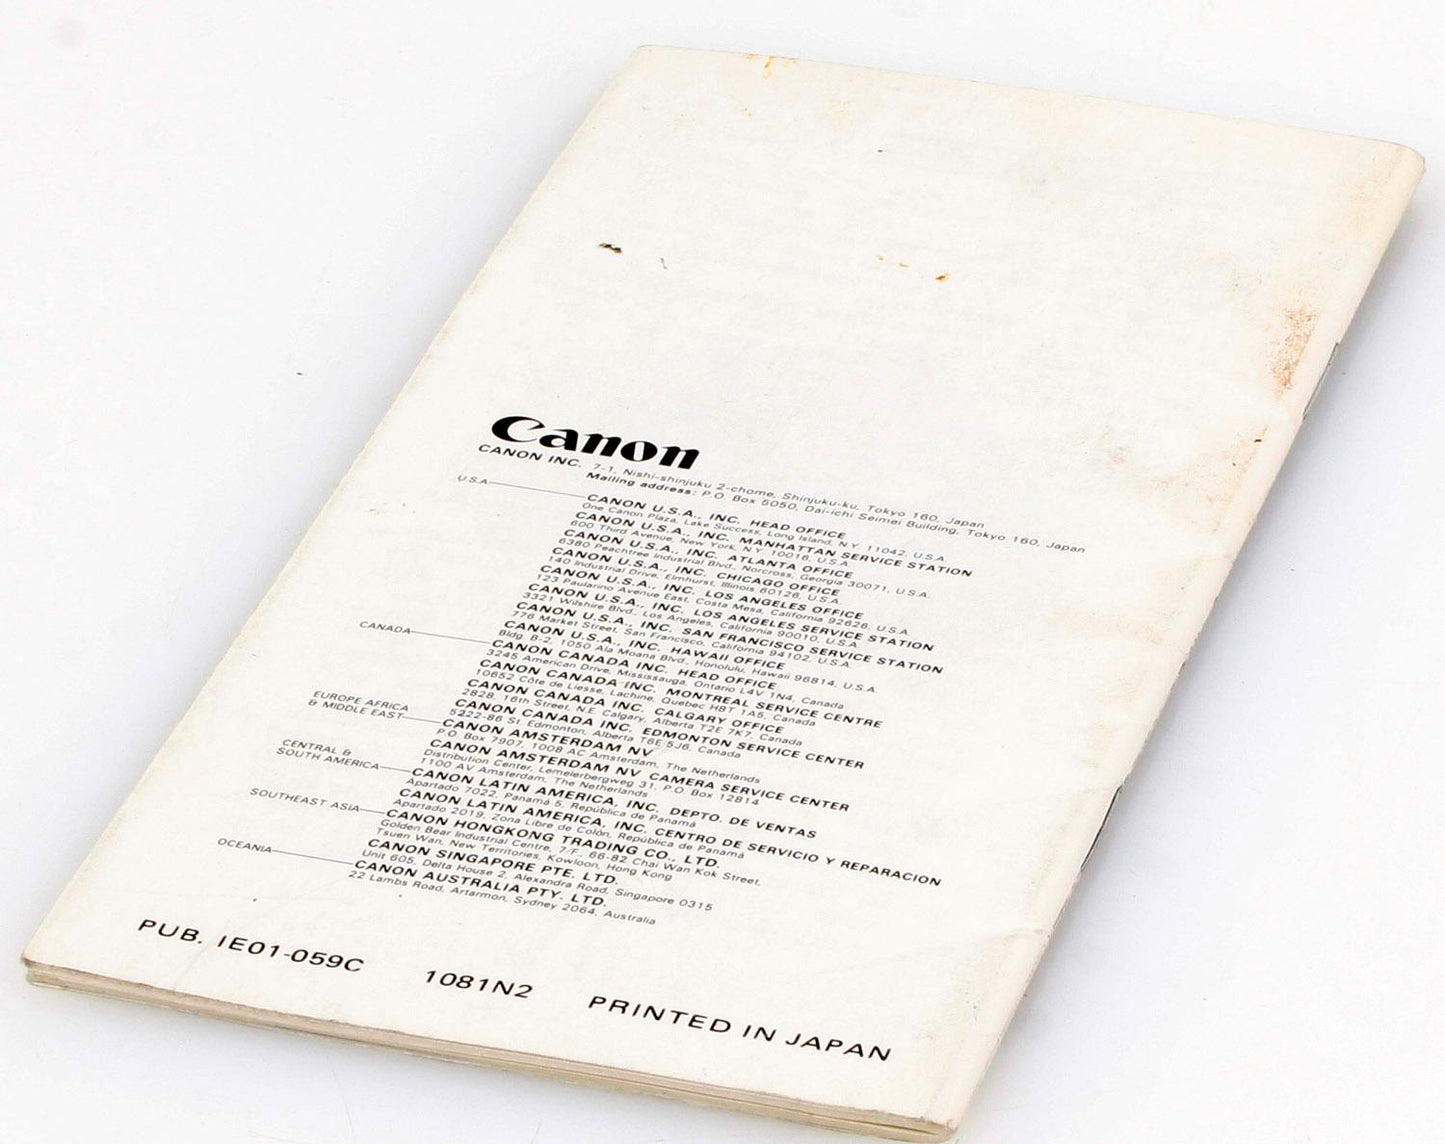 Canon
CANON INC. 7-1, Nishi-shinjuku 2-chome, Shinjuku-ku, Tokyo 160, Japan
Mailing address: P.O. Box 5050, Dai-ichi Seimei Building, Tokyo 160, Japan
U.S.A. CANON U.S.A., INC. HEAD OFFICE
One Canon Plaza, Lake Success, Long Island, N.Y. 11042, U.S.A.
CANON U.S.A., INC. MANHATTAN SERVICE STATION
600 Third Avenue, New York, N.Y. 10016, U.S.A.
CANON U.S.A., INC. ATLANTA OFFICE
6380 Peachtree Industrial Blvd., Norcross, Georgia 30071, U.S.A.
CANON U.S.A., INC. CHICAGO OFFICE
140 Industrial Drive, Elmhurst, Illinois 60126, U.S.A.
CANON U.S.A., INC. LOS ANGELES OFFICE
123 Paularino Avenue East, Costa Mesa, California 92626, U.S.A.
CANON U.S.A., INC. LOS ANGELES SERVICE STATION
3321 Wilshire Blvd., Los Angeles, California 90010, U.S.A.
CANON U.S.A., INC. SAN FRANCISCO SERVICE STATION
776 Market Street, San Francisco, California 94102, U.S.A.
CANON U.S.A., INC. HAWAII OFFICE
Bldg. B-2, 1050 Ala Moana Blvd., Honolulu, Hawaii 96814, U.S.A.
CANADA CANON CANADA INC. HEAD OFFICE
3245 American Drive, Mississauga, Ontario L4V 1N4, Canada
CANON CANADA INC. MONTREAL SERVICE CENTRE
10652 Côte de Liesse, Lachine, Quebec H8T 1A5, Canada
CANON CANADA INC. CALGARY OFFICE
2828, 16th Street, N.E. Calgary, Alberta T2E 7K7, Canada
CANON CANADA INC. EDMONTON SERVICE CENTER
5222-86 St. Edmonton, Alberta T6E 5J6, Canada
EUROPE AFRICA
& MIDDLE EAST CANON AMSTERDAM NV
P.O. Box 7907, 1008 AC Amsterdam, The Netherlands
CANON AMSTERDAM NV CAMERA SERVICE CENTER
Distribution Center, Lemelerbergweg 31, P.O. Box 12814
1100 AV Amsterdam, The Netherlands
CENTRAL &
SOUTH AMERICA CANON LATIN AMERICA, INC. DEPTO. DE VENTAS
Apartado 7022, Panamá 5, República de Panamá
CANON LATIN AMERICA, INC. CENTRO DE SERVICIO Y REPARACION
Apartado 2019, Zona Libre de Colón, República de Panamá
SOUTHEAST ASIA CANON HONGKONG TRADING CO., LTD.
Golden Bear Industrial Centre, 7/F., 66-82 Chai Wan Kok Street,
Tsuen Wan, New Territories, Kowloon, Hong Kong
CANON SINGAPORE PTE. LTD.
Unit 605, Delta House 2, Alexandra Road, Singapore 0315
OCEANIA CANON AUSTRALIA PTY. LTD.
22 Lambs Road, Artarmon, Sydney 2064, Australia
PUB. IE01-059C 1081N2 PRINTED IN JAPAN